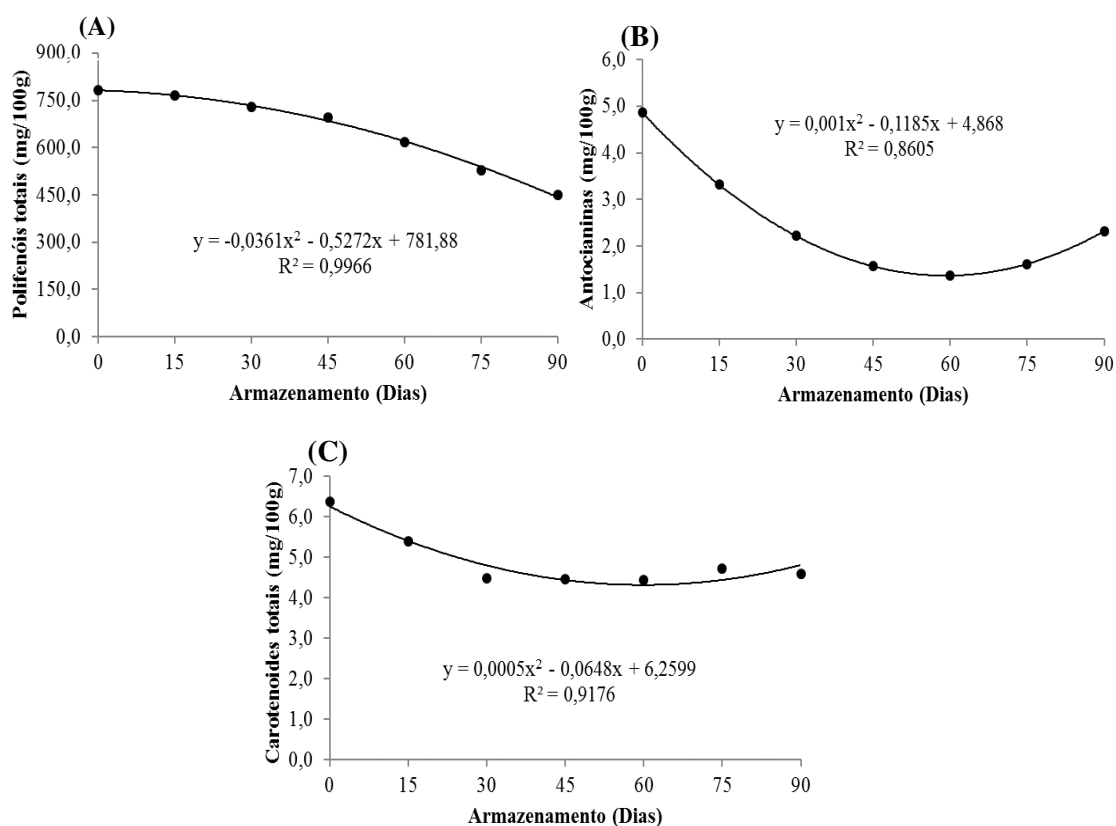 (A)
Polifenóis totais (mg/100g)
900,0
750,0
600,0
450,0
300,0
150,0
0,0
y = -0,0361x² - 0,5272x + 781,88
R² = 0,9966
0 15 30 45 60 75 90
Armazenamento (Dias)
(B)
Antocianinas (mg/100g)
6,0
5,0
4,0
3,0
2,0
1,0
0,0
y = 0,001x² - 0,1185x + 4,868
R² = 0,8605
0 15 30 45 60 75 90
Armazenamento (Dias)
(C)
Carotenoides totais (mg/100g)
7,0
6,0
5,0
4,0
3,0
2,0
1,0
0,0
y = 0,0005x² - 0,0648x + 6,2599
R² = 0,9176
0 15 30 45 60 75 90
Armazenamento (Dias)